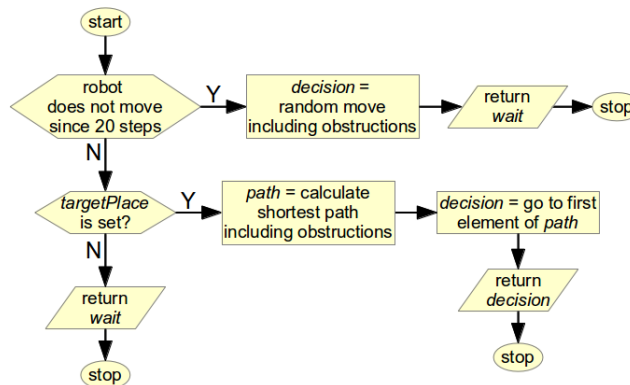 start
robot
does not move
since 20 steps
Y
decision =
random move
including obstructions
return
wait
stop
N
targetPlace
is set?
Y
path = calculate
shortest path
including obstructions
decision = go to first
element of path
N
return
wait
stop
return
decision
stop